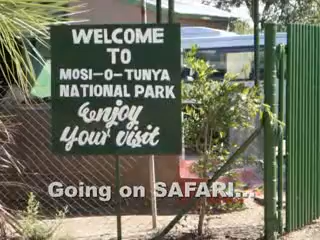 WELCOME
TO
MOSI-O-TUNYA
NATIONAL PARK
Enjoy
Your Visit
Going on SAFARI...